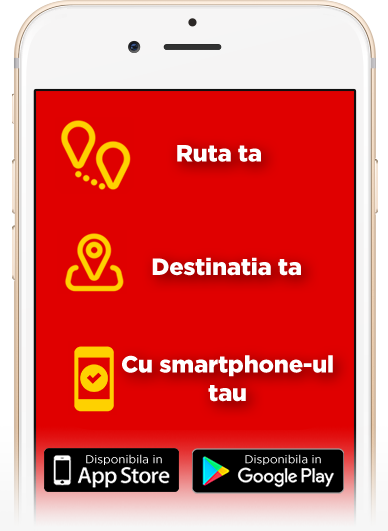 Ruta ta
Destinatia ta
Cu smartphone-ul
tau
Disponibila in
App Store
Disponibila in
Google Play